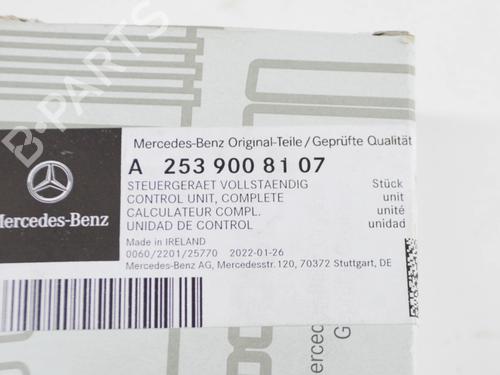 B-PARTS
Mercedes-Benz Original-Teile/Geprüfte Qualität
A 253 900 81 07
STEUERGERAET VOLLSTAENDIG Stück
CONTROL UNIT, COMPLETE unit
CALCULATEUR COMPL. unité
UNIDAD DE CONTROL unidad
Made in IRELAND
0060/2201/25770 2022-01-26
Mercedes-Benz AG, Mercedesstr.120, 70372 Stuttgart, DE
Mercedes-Benz